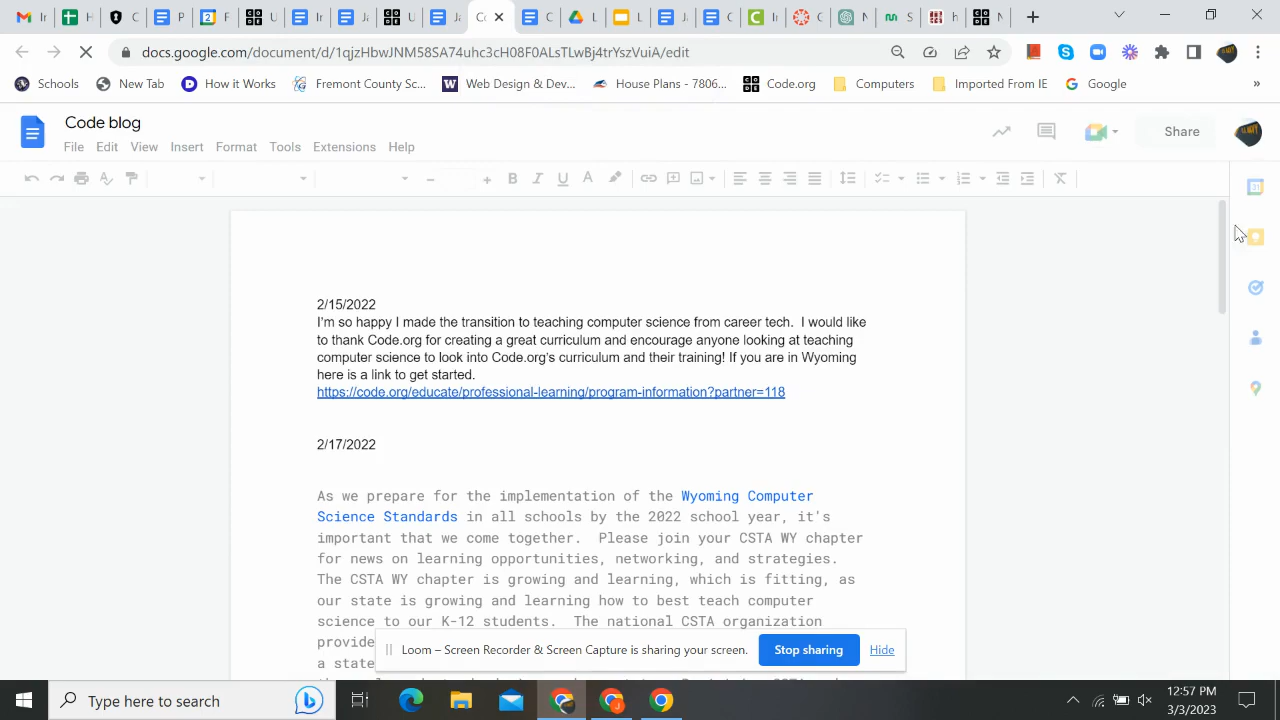 In
C
P
F
U
In
Ja
U
Ja
Co
C
L
L
J
C
In
C
N
S
h
N
docs.google.com/document/d/1qjzHbwJNM58SA74uhc3cH08F0ALsTLwBj4trYszVuiA/edit
Schools
New Tab
How it Works
Fremont County Sc...
Web Design & Dev...
House Plans - 7806...
Code.org
Computers
Imported From IE
Google
»
Code blog
Share
File Edit View Insert Format Tools Extensions Help
2/15/2022
I'm so happy I made the transition to teaching computer science from career tech. I would like
to thank Code.org for creating a great curriculum and encourage anyone looking at teaching
computer science to look into Code.org's curriculum and their training! If you are in Wyoming
here is a link to get started.
https://code.org/educate/professional-learning/program-information?partner=118
2/17/2022
As we prepare for the implementation of the Wyoming Computer
Science Standards in all schools by the 2022 school year, it's
important that we come together. Please join your CSTA WY chapter
for news on learning opportunities, networking, and strategies.
The CSTA WY chapter is growing and learning, which is fitting, as
our state is growing and learning how to best teach computer
science to our K-12 students. The national CSTA organization
provide
a state
Loom – Screen Recorder & Screen Capture is sharing your screen.
Stop sharing
Hide
Type here to search
12:57 PM
3/3/2023